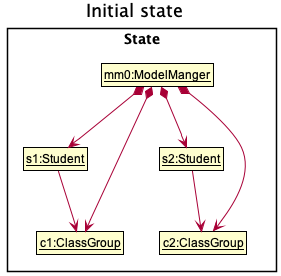 Initial state
State
mm0:ModelManger
s1:Student
s2:Student
c1:ClassGroup
c2:ClassGroup